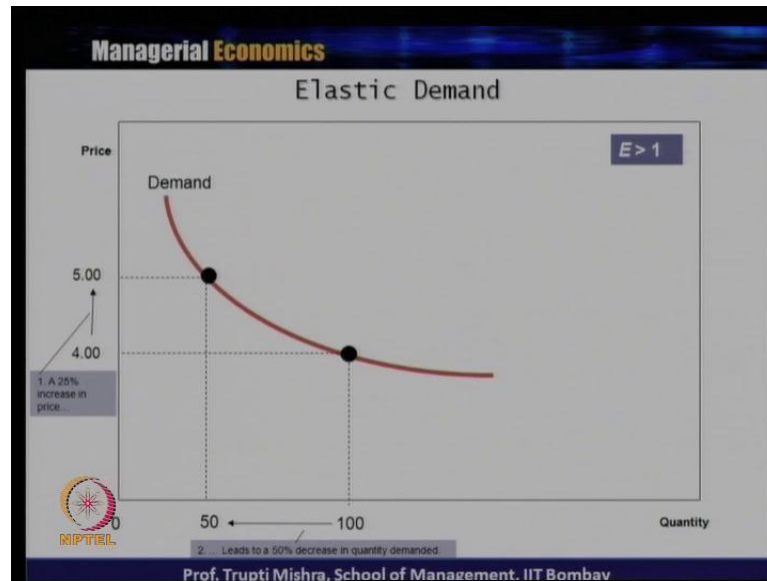 Managerial Economics
Elastic Demand
Price
E > 1
Demand
5.00
4.00
1. A 25%
increase in
price...
0
50
100
Quantity
2. ... Leads to a 50% decrease in quantity demanded.
NPTEL
Prof. Trupti Mishra, School of Management, IIT Bombay